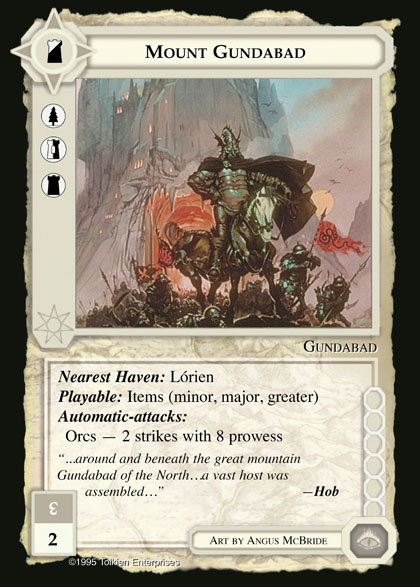 MOUNT GUNDABAD
GUNDABAD
Nearest Haven: Lórien
Playable: Items (minor, major, greater)
Automatic-attacks:
Orcs — 2 strikes with 8 prowess
“...around and beneath the great mountain
Gundabad of the North...a vast host was
assembled...” –Hob
2
©1995 Tolkien Enterprises
ART BY ANGUS MCBRIDE